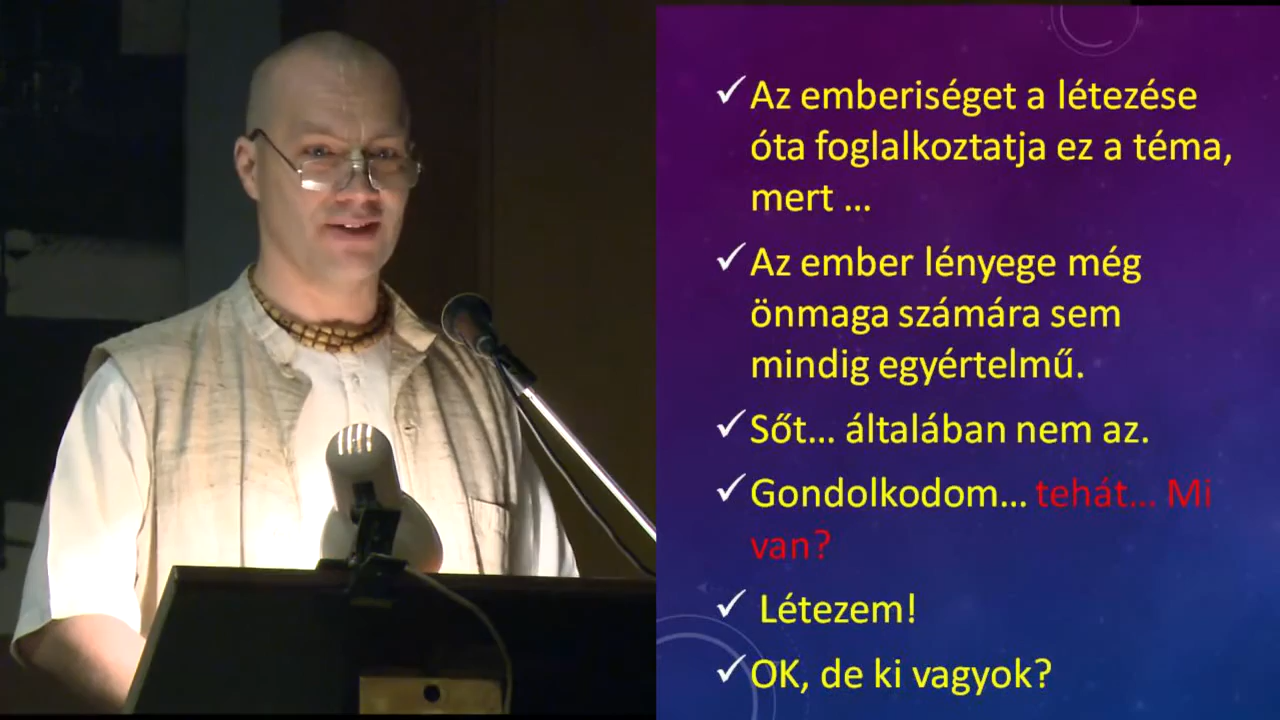 ✓Az emberiséget a létezése
óta foglalkoztatja ez a téma,
mert ...
✓Az ember lényege még
önmaga számára sem
mindig egyértelmű.
✓Sőt... általában nem az.
✓Gondolkodom... tehát... Mi
van?
✓ Létezem!
✓OK, de ki vagyok?